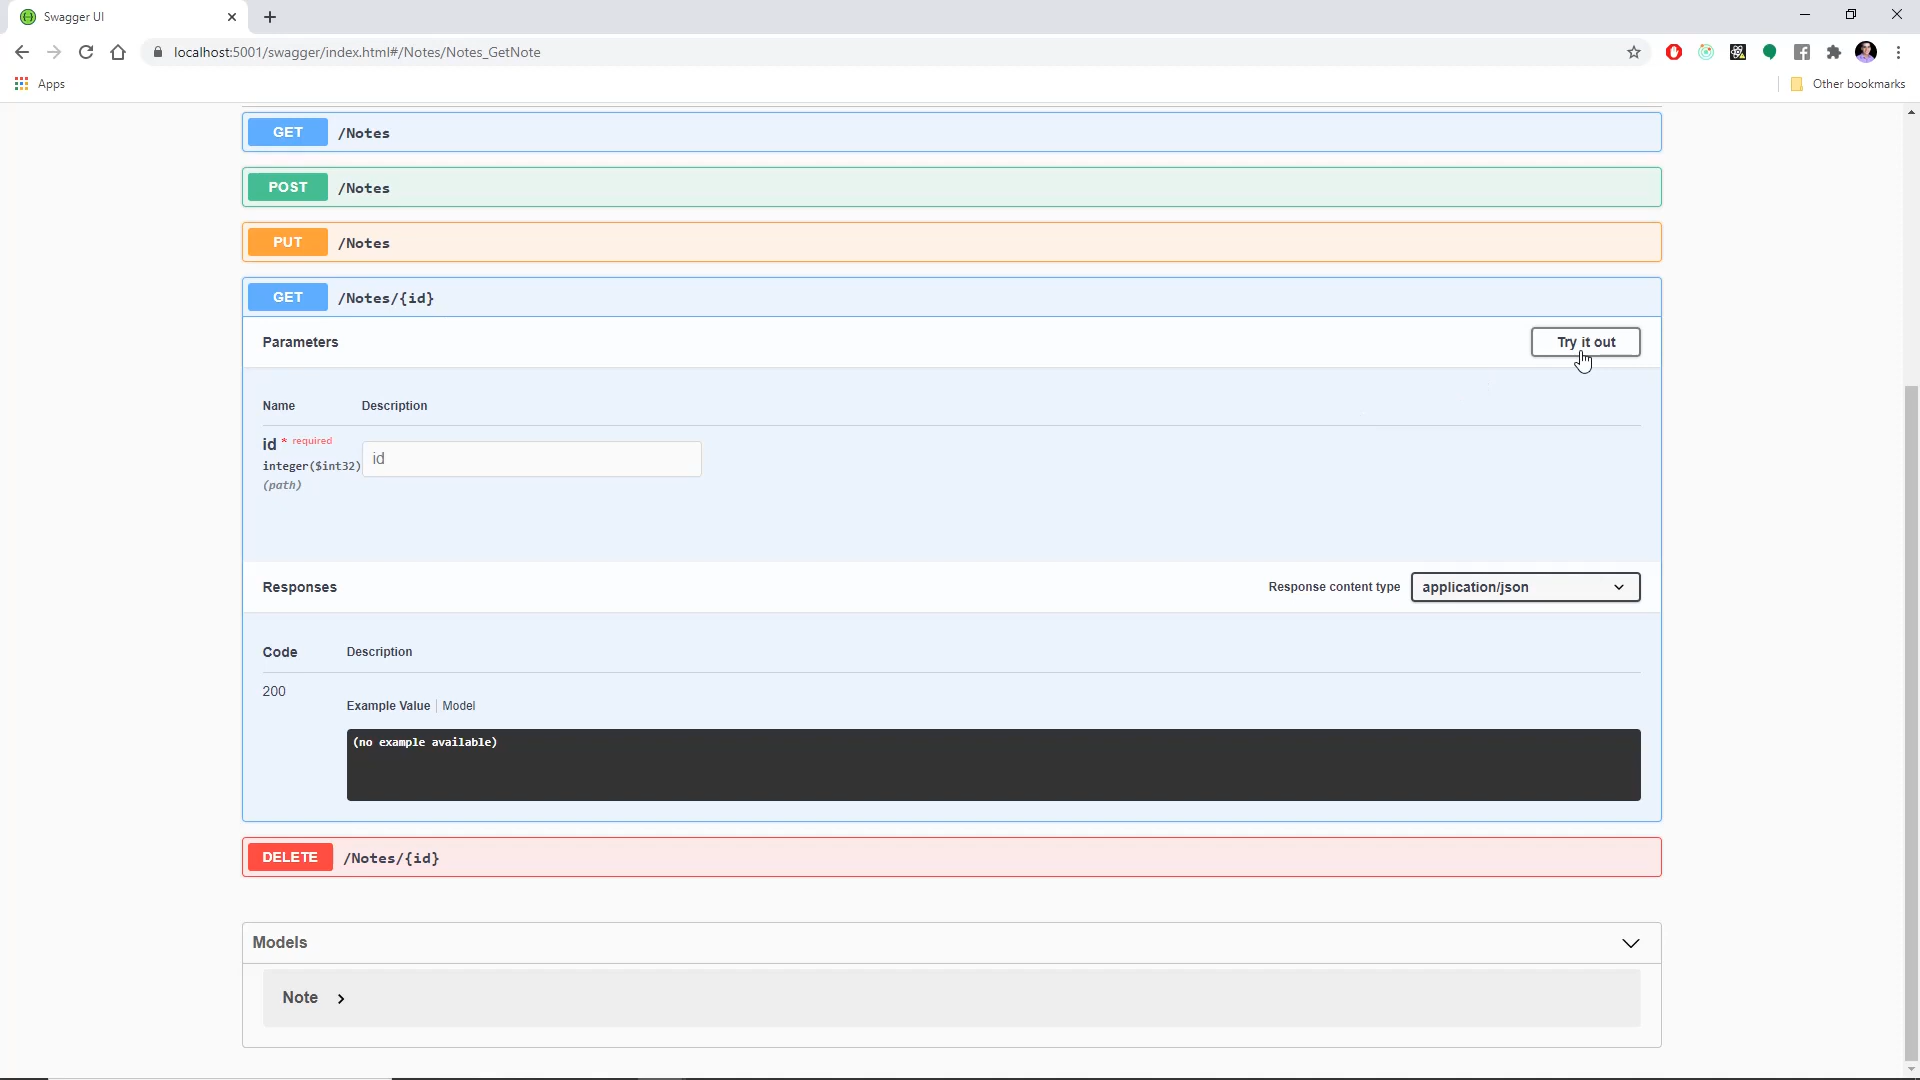 Swagger UI
localhost:5001/swagger/index.html#/Notes/Notes_GetNote
Apps
Other bookmarks
GET /Notes
POST /Notes
PUT /Notes
GET /Notes/{id}
Parameters
Try it out
Name Description
id * required
integer($int32)
(path)
id
Responses
Response content type application/json
Code Description
200
Example Value Model
(no example available)
DELETE /Notes/{id}
Models
Note